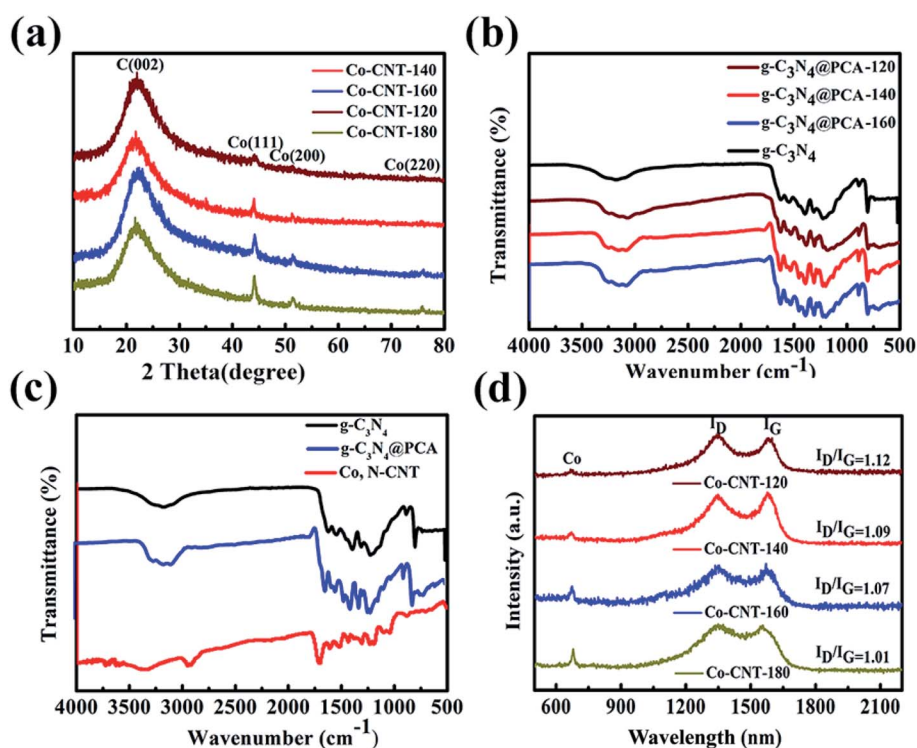 (a)
C(002)
Co-CNT-140
Co-CNT-160
Co-CNT-120
Co-CNT-180
Co(111)
Co(200)
Co(220)
10 20 30 40 50 60 70 80
2 Theta(degree)
(b)
Transmittance (%)
g-C3N4@PCA-120
g-C3N4@PCA-140
g-C3N4@PCA-160
g-C3N4
4000 3500 3000 2500 2000 1500 1000 500
Wavenumber (cm-1)
(c)
Transmittance (%)
g-C3N4
g-C3N4@PCA
Co, N-CNT
4000 3500 3000 2500 2000 1500 1000 500
Wavenumber (cm-1)
(d)
Intensity (a.u.)
ID IG
Co
ID/IG=1.12
Co-CNT-120
ID/IG=1.09
Co-CNT-140
ID/IG=1.07
Co-CNT-160
ID/IG=1.01
Co-CNT-180
600 900 1200 1500 1800 2100
Wavelength (nm)